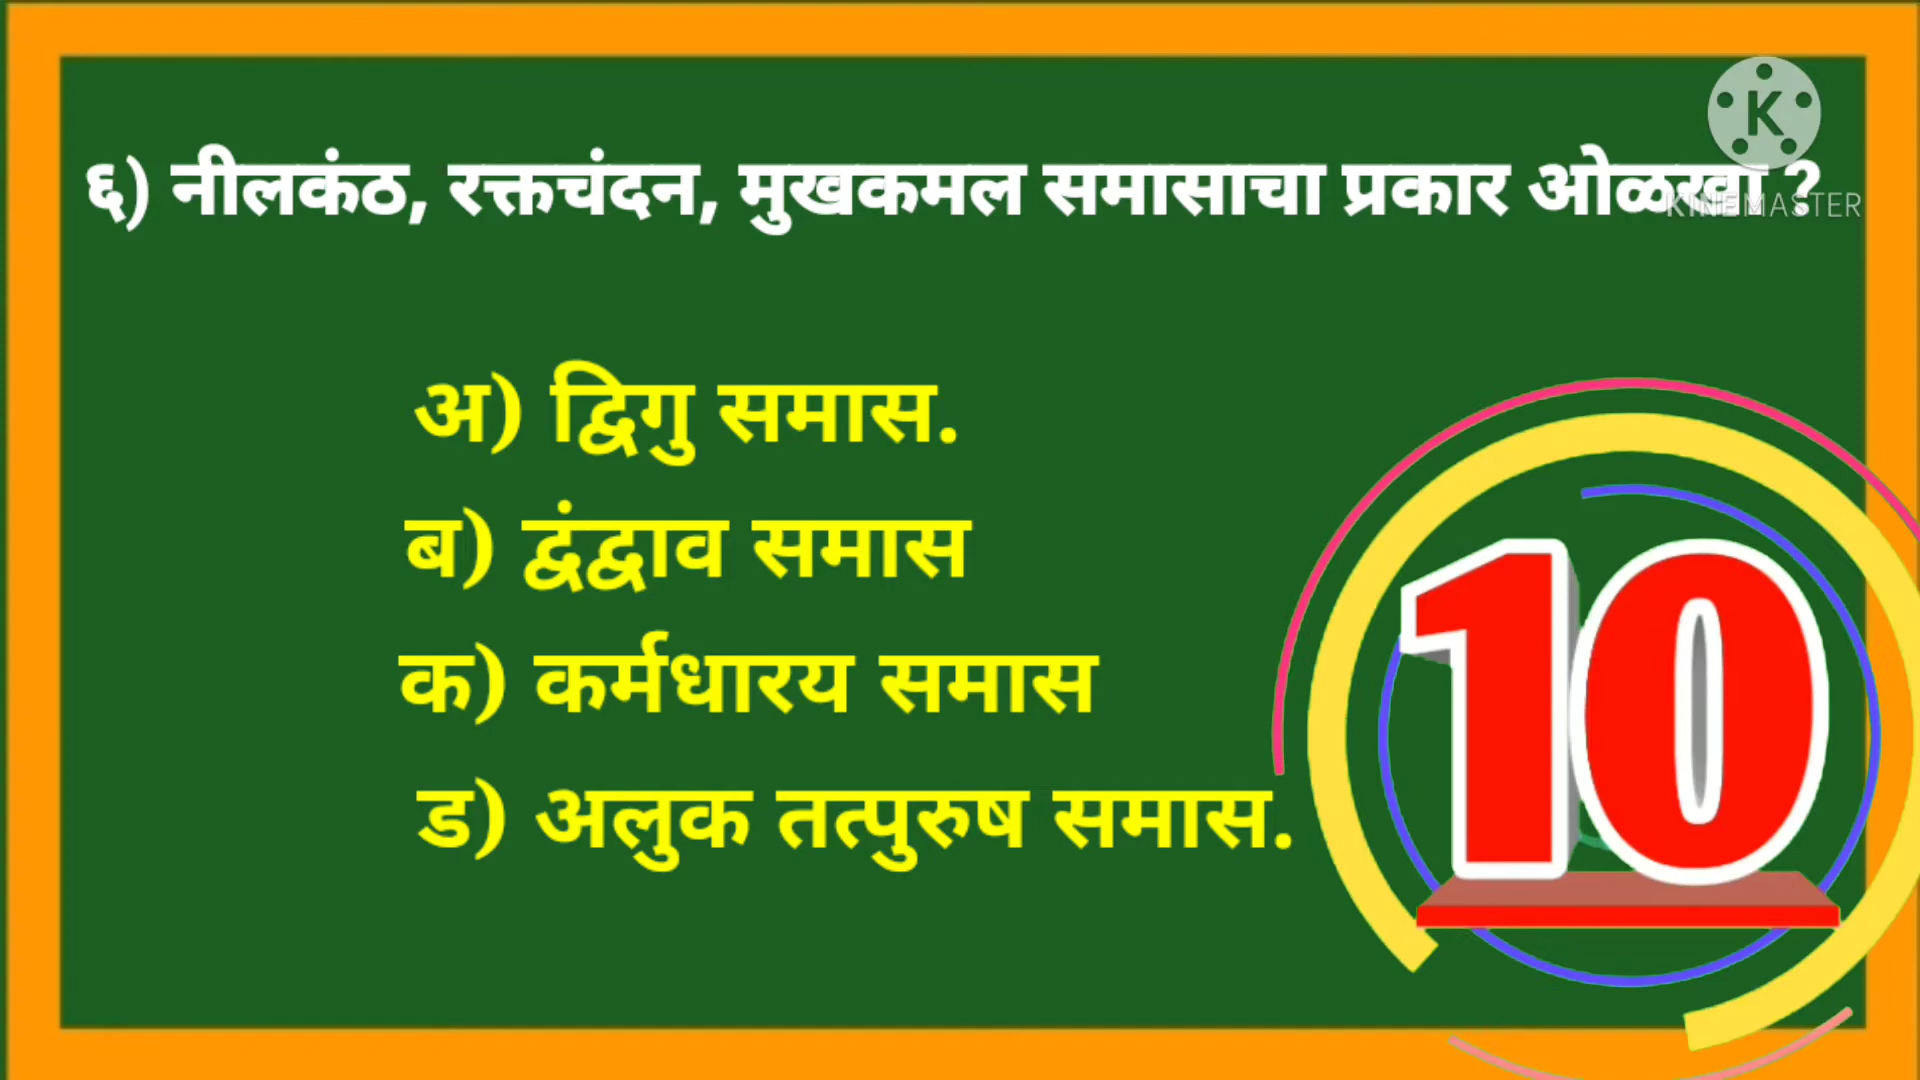 K
६) नीलकंठ, रक्तचंदन, मुखकमल समासाचा प्रकार ओळखा ?
KINEMASTER
अ) द्विगु समास.
ब) द्वंद्वाव समास
क) कर्मधारय समास
ड) अलुक तत्पुरुष समास.
10